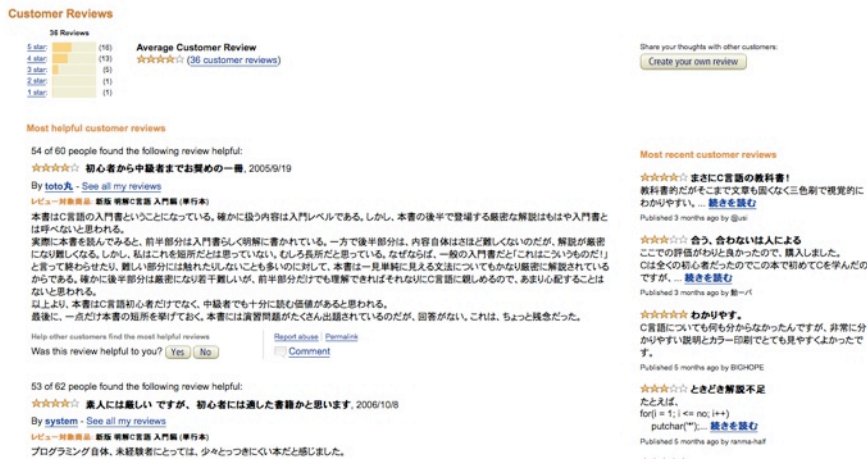 Customer Reviews
36 Reviews
5 star: (16)
4 star: (13)
3 star: (5)
2 star: (1)
1 star: (1)
Average Customer Review
(36 customer reviews)
Share your thoughts with other customers:
Create your own review
Most helpful customer reviews
54 of 60 people found the following review helpful:
初心者から中級者までお奨めの一冊, 2005/9/19
By toto丸 - See all my reviews
レビュー対象商品: 新版 明解C言語 入門編 (単行本)
本書はC言語の入門書ということになっている。確かに扱う内容は入門レベルである。しかし、本書の後半で登場する厳密な解説はもはや入門書と
は呼べないと思われる。
実際に本書を読んでみると、前半部分は入門書らしく明解に書かれている。一方で後半部分は、内容自体はさほど難しくないのだが、解説が厳密
になり難しくなる。しかし、私はこれを短所だとは思っていない。むしろ長所だと思っている。なぜならば、一般の入門書だと「これはこういうものだ!」
と言って終わらせたり、難しい部分には触れたりしないことも多いのに対して、本書は一見単純に見える文法についてもかなり厳密に解説されている
からである。確かに後半部分は厳密になり若干難しいが、前半部分だけでも理解できればそれなりにC言語に親しめるので、あまり心配することは
ないと思われる。
以上より、本書はC言語初心者だけでなく、中級者でも十分に読む価値があると思われる。
最後に、一点だけ本書の短所を挙げておく。本書には演習問題がたくさん出題されているのだが、回答がない。これは、ちょっと残念だった。
Help other customers find the most helpful reviews
Was this review helpful to you? Yes No
Report abuse Permalink
Comment
53 of 62 people found the following review helpful:
素人には厳しい ですが、 初心者には適した書籍かと思います, 2006/10/8
By system - See all my reviews
レビュー対象商品: 新版 明解C言語 入門編 (単行本)
プログラミング自体、未経験者にとっては、少々とっつきにくい本だと感じました。
Most recent customer reviews
まさにC言語の教科書!
教科書的だがそこまで文章も固くなく三色刷で視覚的に
わかりやすい。... 続きを読む
Published 3 months ago by @usi
合う、合わないは人による
ここでの評価がわりと良かったので、購入しました。
Cは全くの初心者だったのでこの本で初めてCを学んだの
ですが、... 続きを読む
Published 3 months ago by 鮐一パ
わかりやす。
C言語についても何も分からなかったんですが、非常に分
かりやすい説明とカラー印刷でとても見やすくよかったで
す。
Published 5 months ago by BIGHOPE
ときどき解説不足
たとえば、
for(i = 1; i <= no; i++)
putchar('*');... 続きを読む
Published 5 months ago by ranma-half